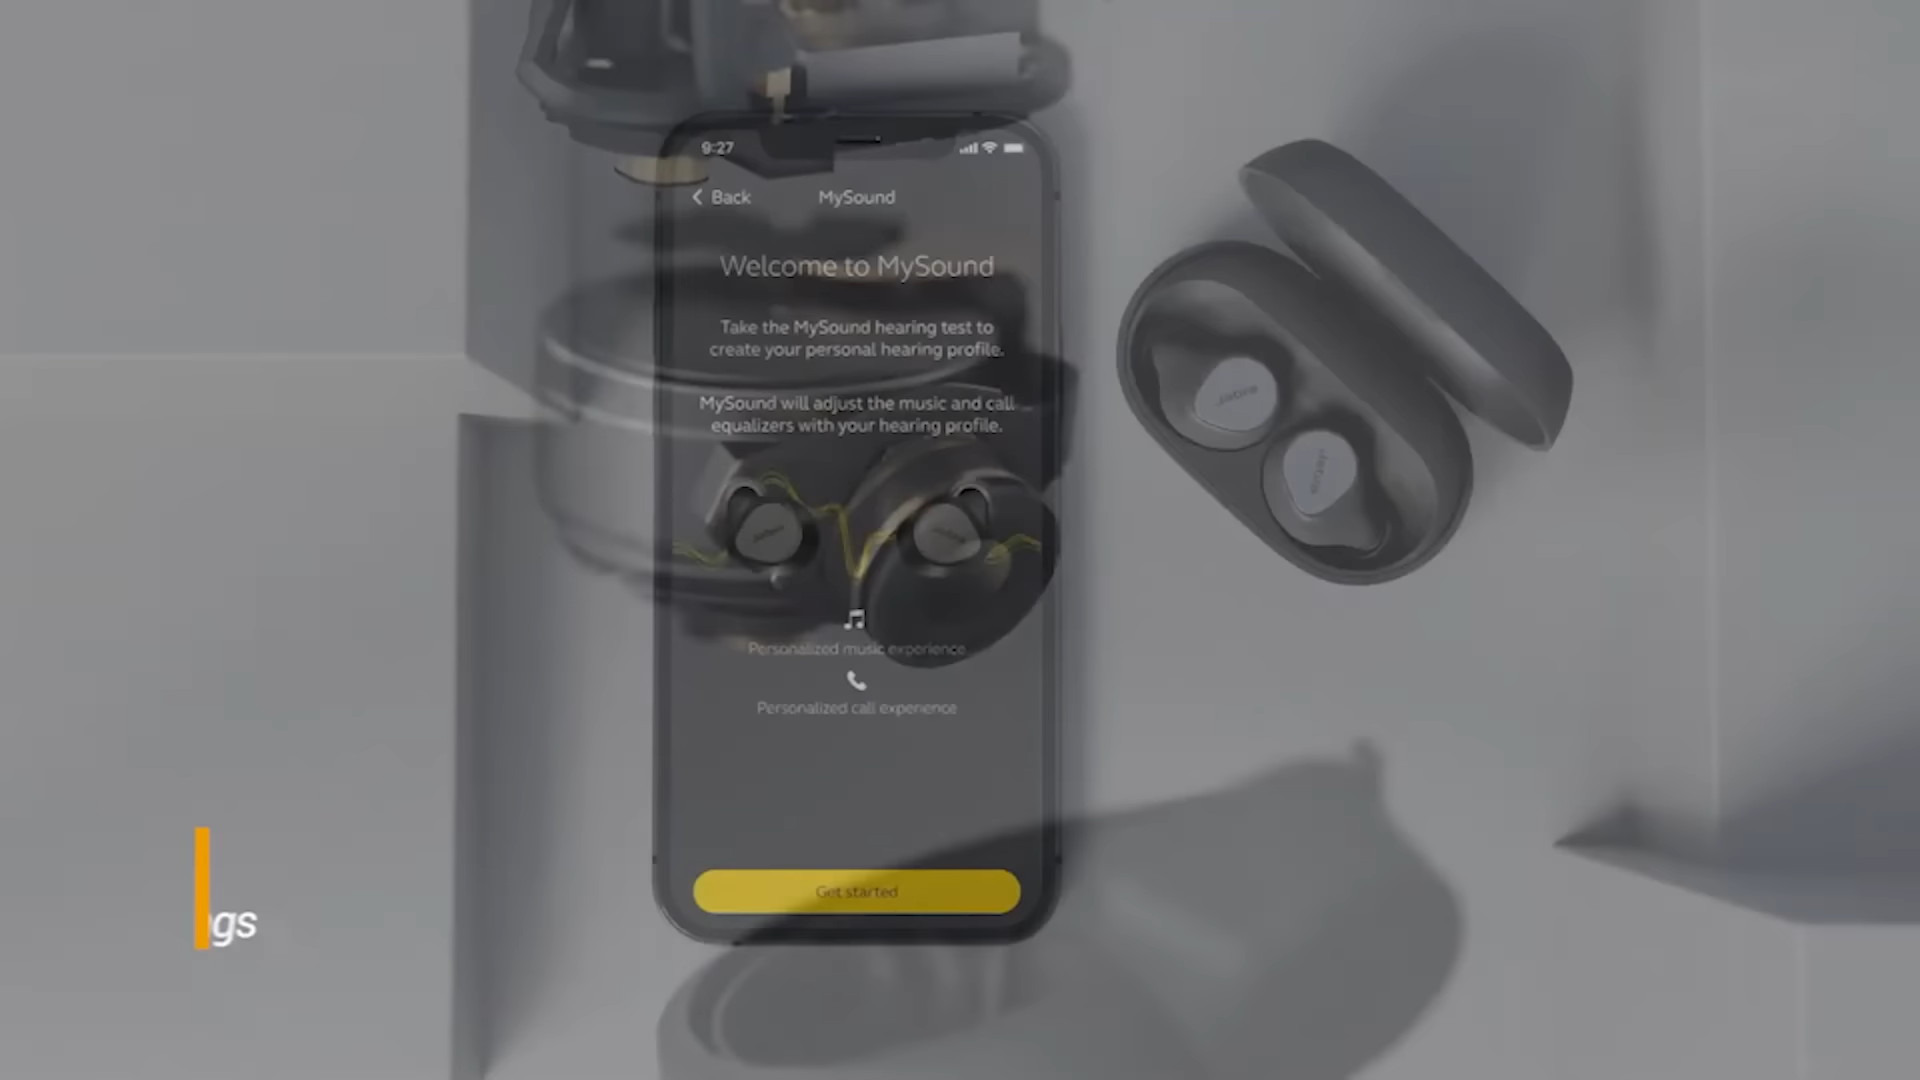 9:27
Back
MySound
Welcome to MySound
Take the MySound hearing test to
create your personal hearing profile.
MySound will adjust the music and call
equalizers with your hearing profile.
Personalized music experience
Personalized call experience
Get started
gs
Jabra
Jabra